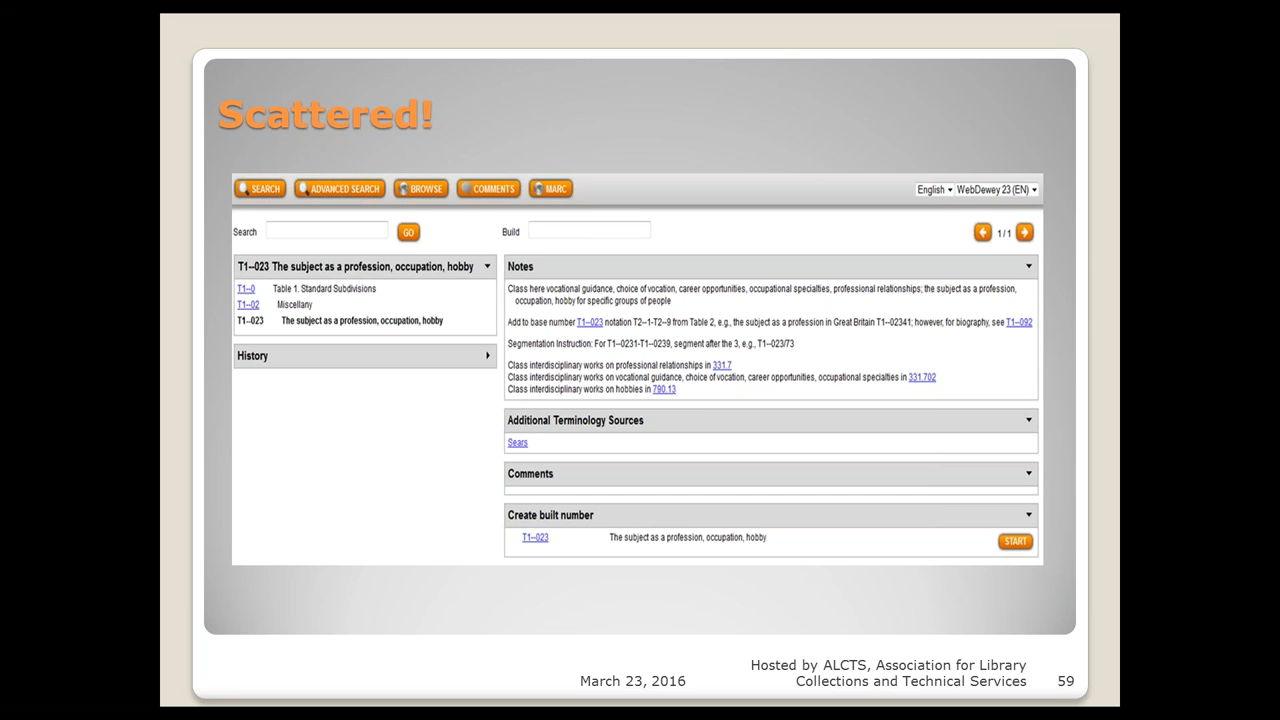 Scattered!
SEARCH ADVANCED SEARCH BROWSE COMMENTS MARC English WebDewey 23 (EN)
Search GO Build 1/1
T1--023 The subject as a profession, occupation, hobby
T1--0 Table 1. Standard Subdivisions
T1--02 Miscellany
T1--023 The subject as a profession, occupation, hobby
History
Notes
Class here vocational guidance, choice of vocation, career opportunities, occupational specialties, professional relationships; the subject as a profession,
occupation, hobby for specific groups of people
Add to base number T1--023 notation T2--1-T2--9 from Table 2, e.g., the subject as a profession in Great Britain T1--02341; however, for biography, see T1--092
Segmentation Instruction: For T1--0231-T1--0239, segment after the 3, e.g., T1--023/73
Class interdisciplinary works on professional relationships in 331.7
Class interdisciplinary works on vocational guidance, choice of vocation, career opportunities, occupational specialties in 331.702
Class interdisciplinary works on hobbies in 790.13
Additional Terminology Sources
Sears
Comments
Create built number
T1--023 The subject as a profession, occupation, hobby START
March 23, 2016
Hosted by ALCTS, Association for Library
Collections and Technical Services
59